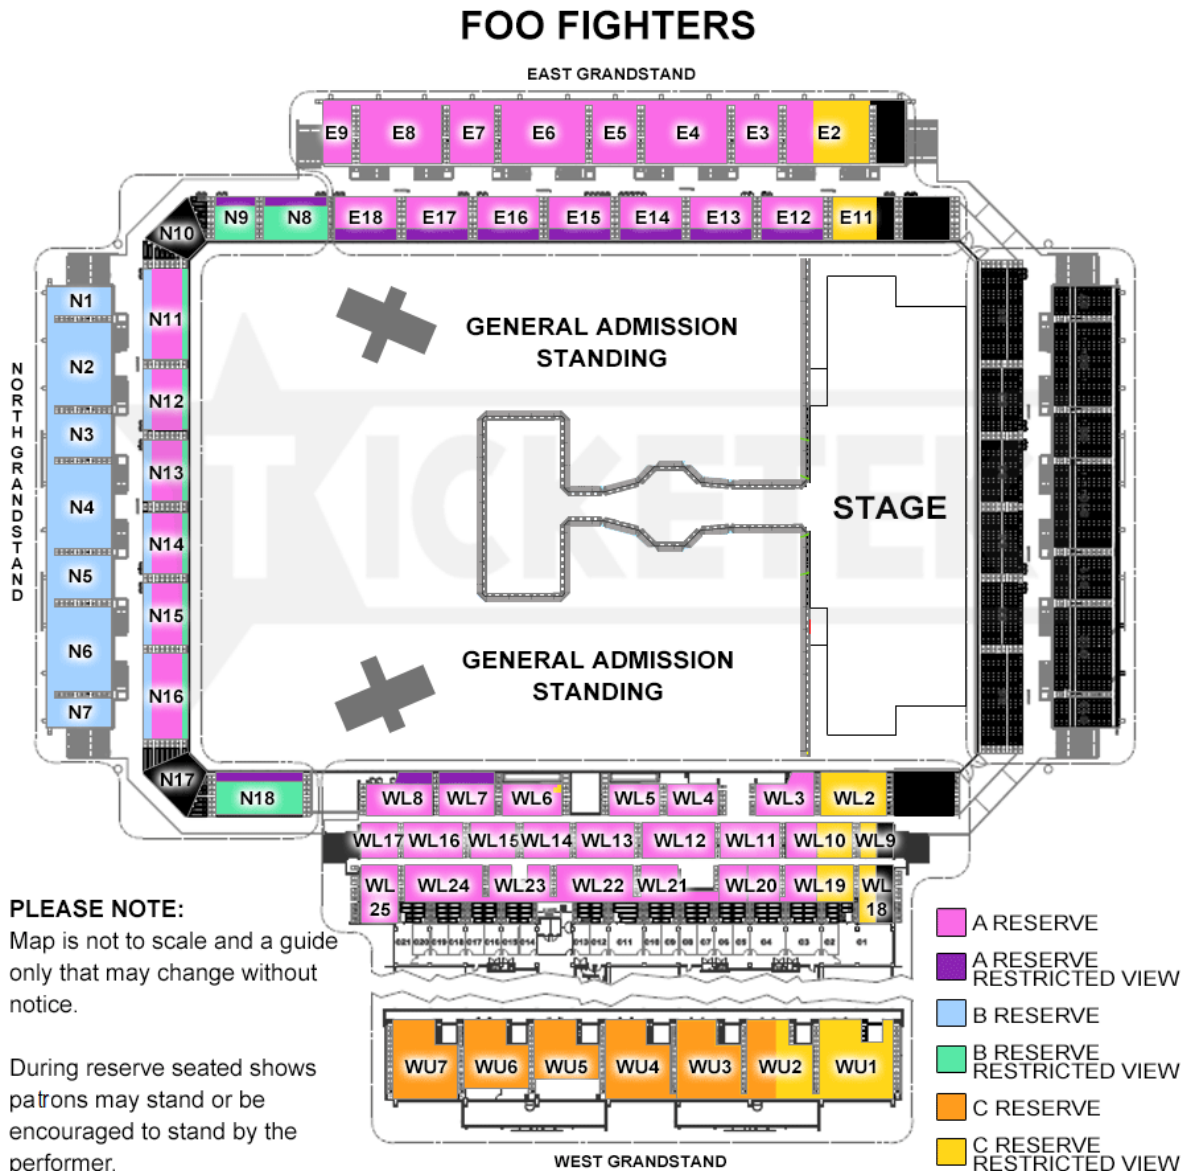 FOO FIGHTERS
EAST GRANDSTAND
E9 E8 E7 E6 E5 E4 E3 E2
N10 N9 N8 E18 E17 E16 E15 E14 E13 E12 E11
NORTH GRANDSTAND
N1
N2
N3
N4
N5
N6
N7
N11
N12
N13
N14
N15
N16
N17
N18
GENERAL ADMISSION
STANDING
TICKETEK
STAGE
GENERAL ADMISSION
STANDING
WL8 WL7 WL6 WL5 WL4 WL3 WL2
WL17 WL16 WL15 WL14 WL13 WL12 WL11 WL10 WL9
WL
25
WL24 WL23 WL22 WL21 WL20 WL19
WL
18
WU7 WU6 WU5 WU4 WU3 WU2 WU1
WEST GRANDSTAND
PLEASE NOTE:
Map is not to scale and a guide
only that may change without
notice.
During reserve seated shows
patrons may stand or be
encouraged to stand by the
performer.
A RESERVE
A RESERVE
RESTRICTED VIEW
B RESERVE
B RESERVE
RESTRICTED VIEW
C RESERVE
C RESERVE
RESTRICTED VIEW